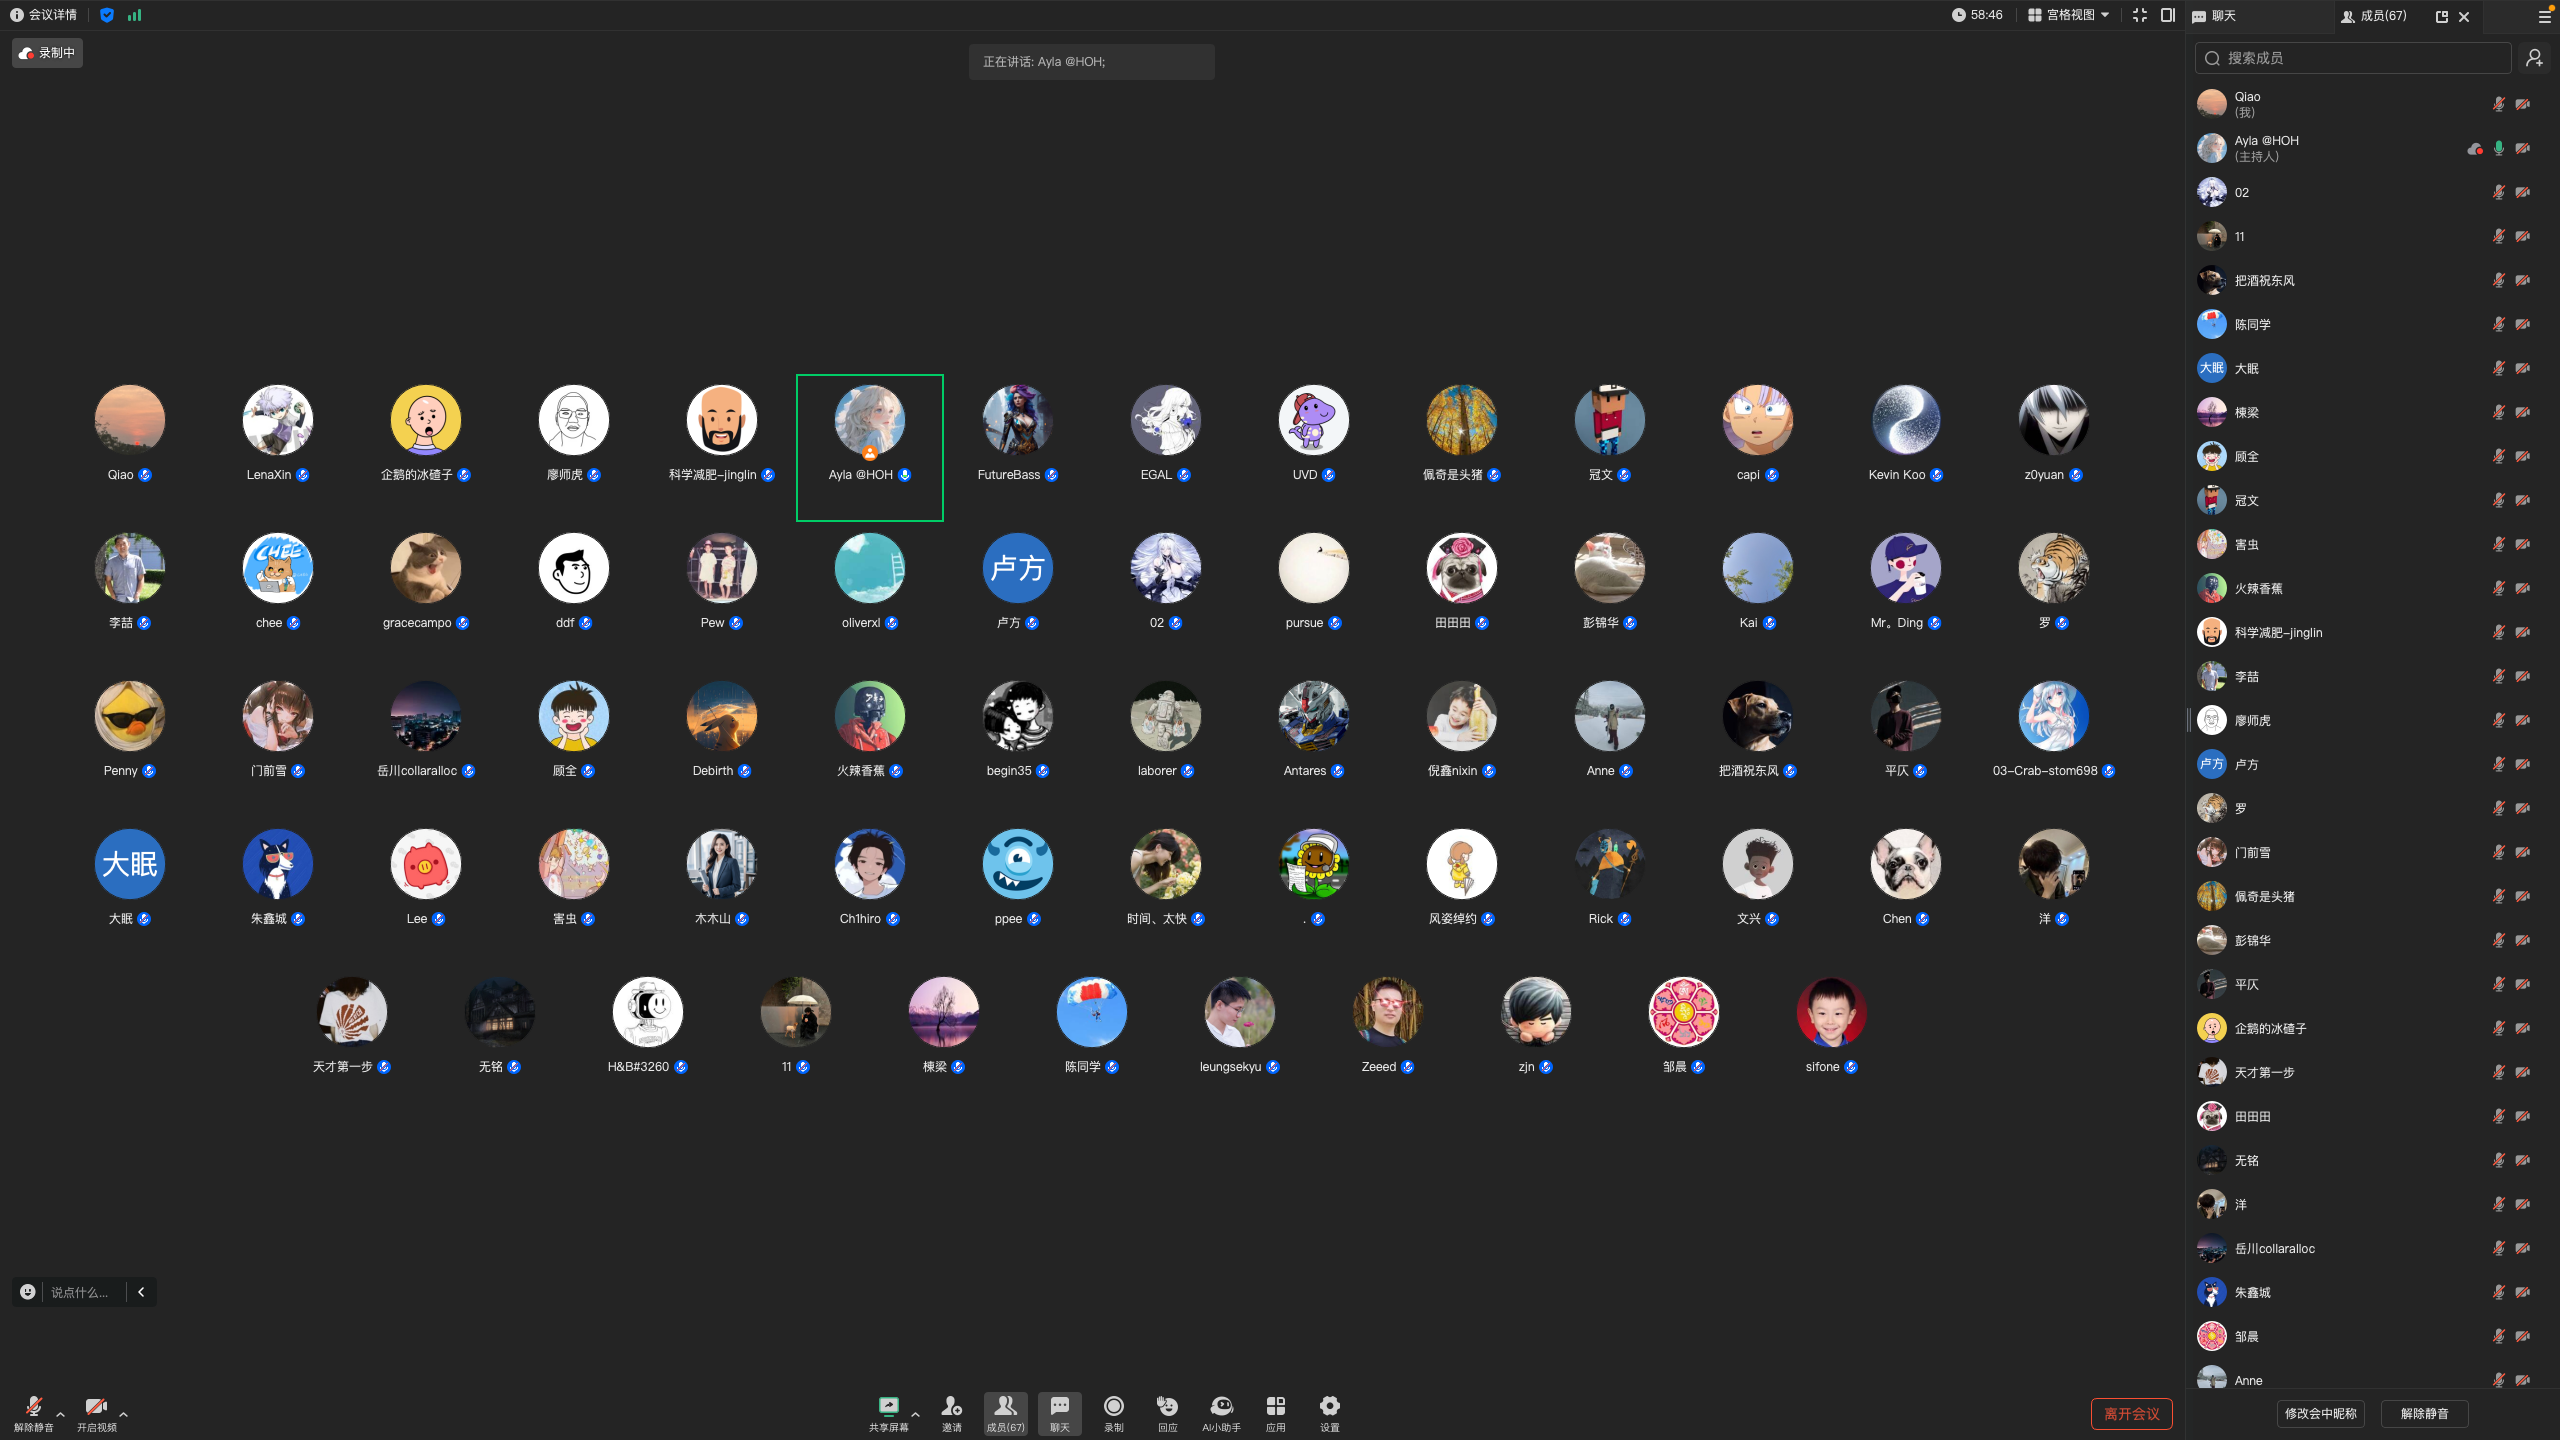 会议详情
58:46
宫格视图
聊天
成员(67)
录制中
正在讲话: Ayla @HOH;
搜索成员
Qiao
LenaXin
企鹅的冰碴子
廖师虎
科学减肥-jinglin
Ayla @HOH
FutureBass
EGAL
UVD
佩奇是头猪
冠文
capi
Kevin Koo
z0yuan
CHEE
卢方
李喆
chee
gracecampo
ddf
Pew
oliverxl
卢方
02
pursue
田田田
彭锦华
Kai
Mr。Ding
罗
Penny
门前雪
岳川collaralloc
顾全
Debirth
火辣香蕉
begin35
laborer
Antares
倪鑫nixin
Anne
把酒祝东风
平仄
03-Crab-stom698
大眠
大眠
朱鑫城
Lee
害虫
木木山
Ch1hiro
ppee
时间、太快
.
风姿绰约
Rick
文兴
Chen
洋
天才第一步
无铭
H&B#3260
11
楝梁
陈同学
leungsekyu
Zeeed
zjn
邹晨
sifone
说点什么...
解除静音
开启视频
共享屏幕
邀请
成员(67)
聊天
录制
回应
AI小助手
应用
设置
离开会议
Qiao
(我)
Ayla @HOH
(主持人)
02
11
把酒祝东风
陈同学
大眠
大眠
楝梁
顾全
冠文
害虫
火辣香蕉
科学减肥-jinglin
李喆
廖师虎
卢方
卢方
罗
门前雪
佩奇是头猪
彭锦华
平仄
企鹅的冰碴子
天才第一步
田田田
无铭
洋
岳川collaralloc
朱鑫城
邹晨
Anne
修改会中昵称
解除静音